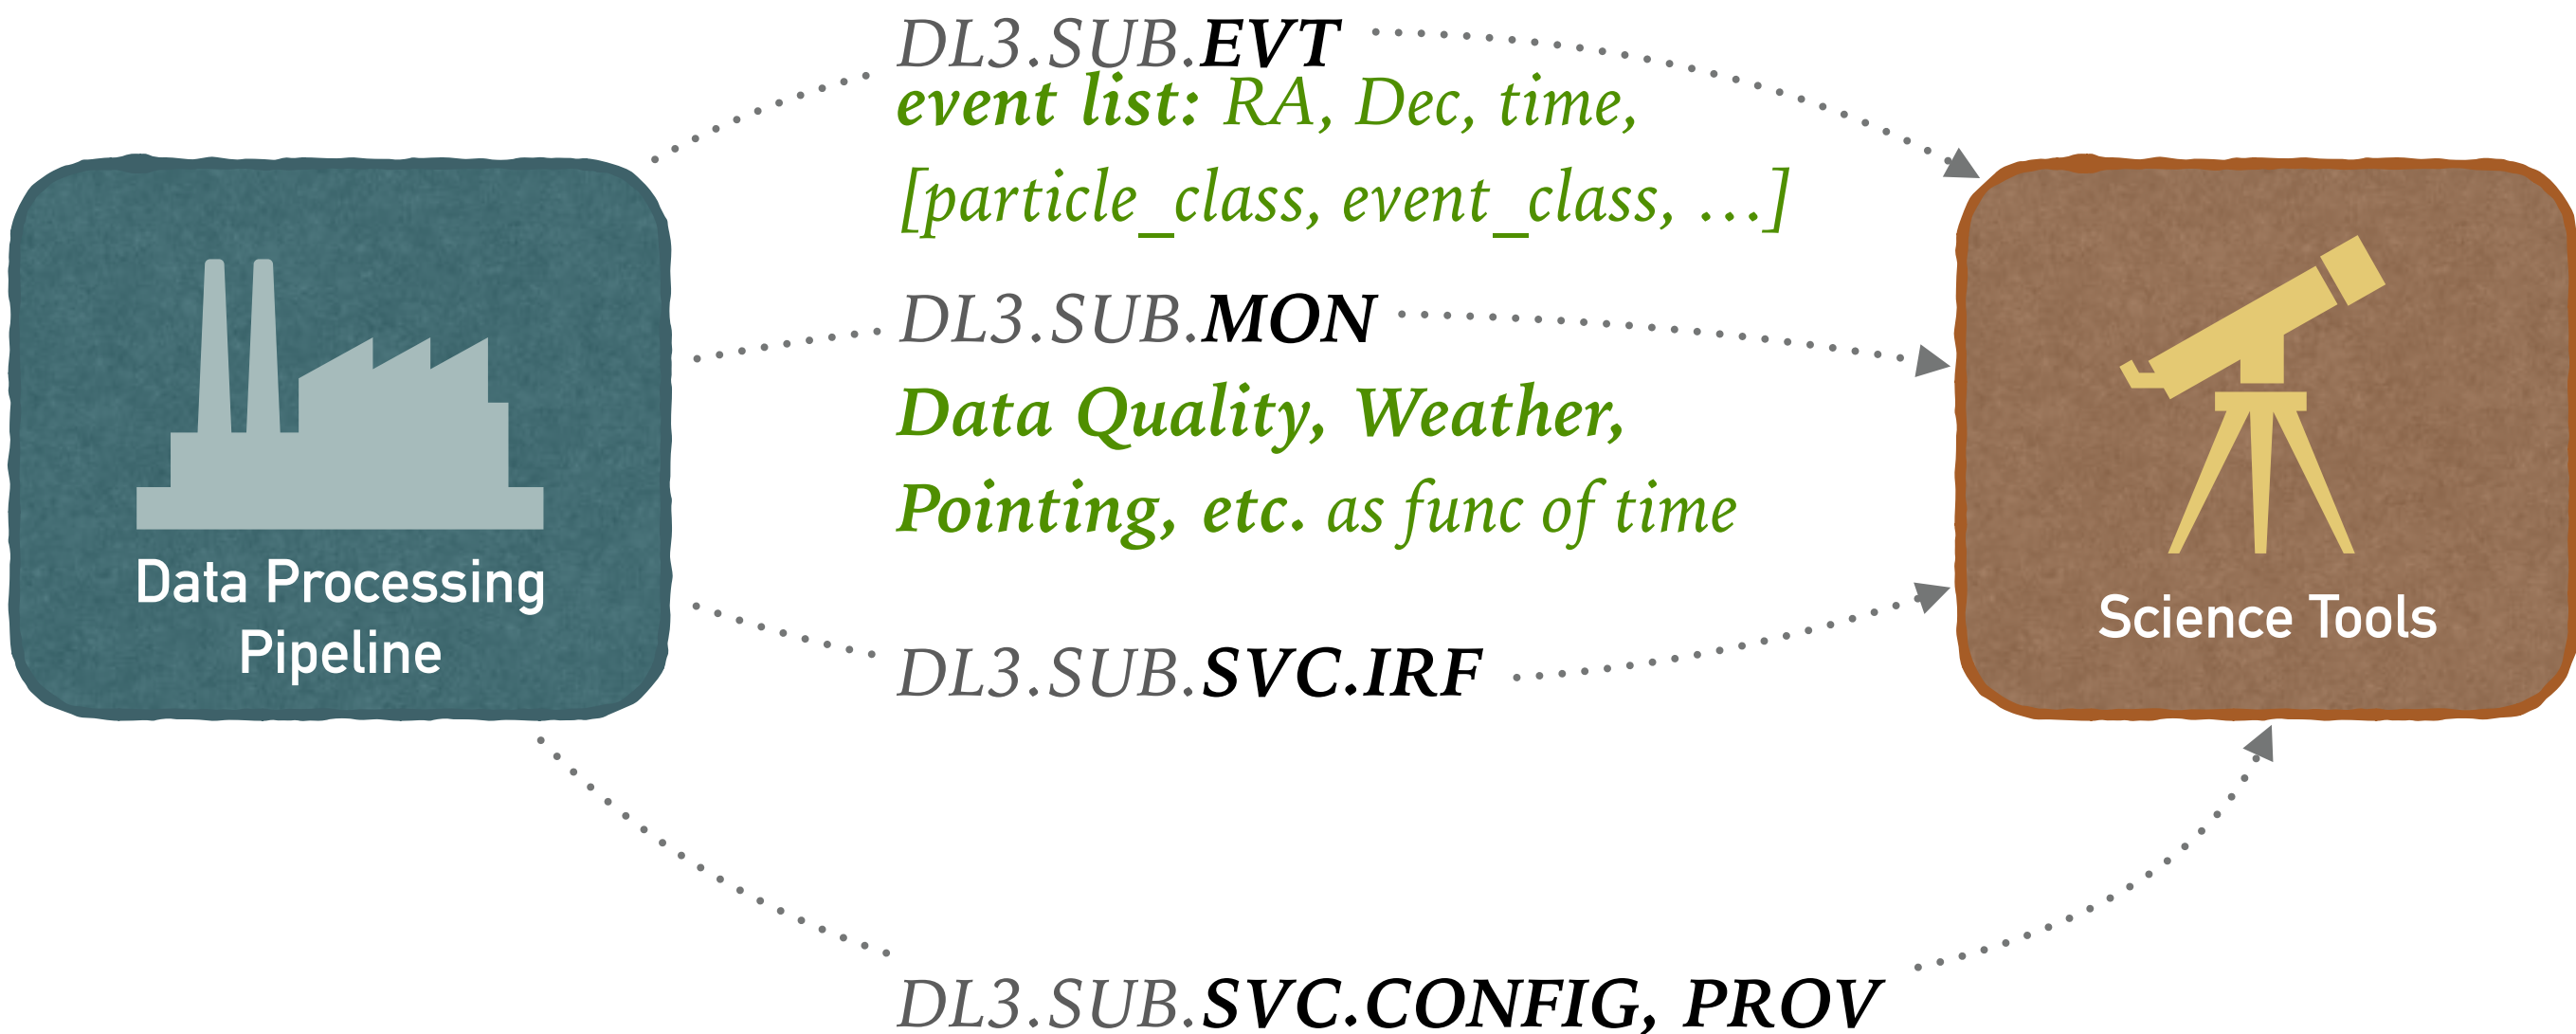 DL3.SUB.EVT
event list: RA, Dec, time,
[particle_class, event_class, …]
DL3.SUB.MON
Data Quality, Weather,
Pointing, etc. as func of time
Data Processing
Pipeline
Science Tools
DL3.SUB.SVC.IRF
DL3.SUB.SVC.CONFIG, PROV